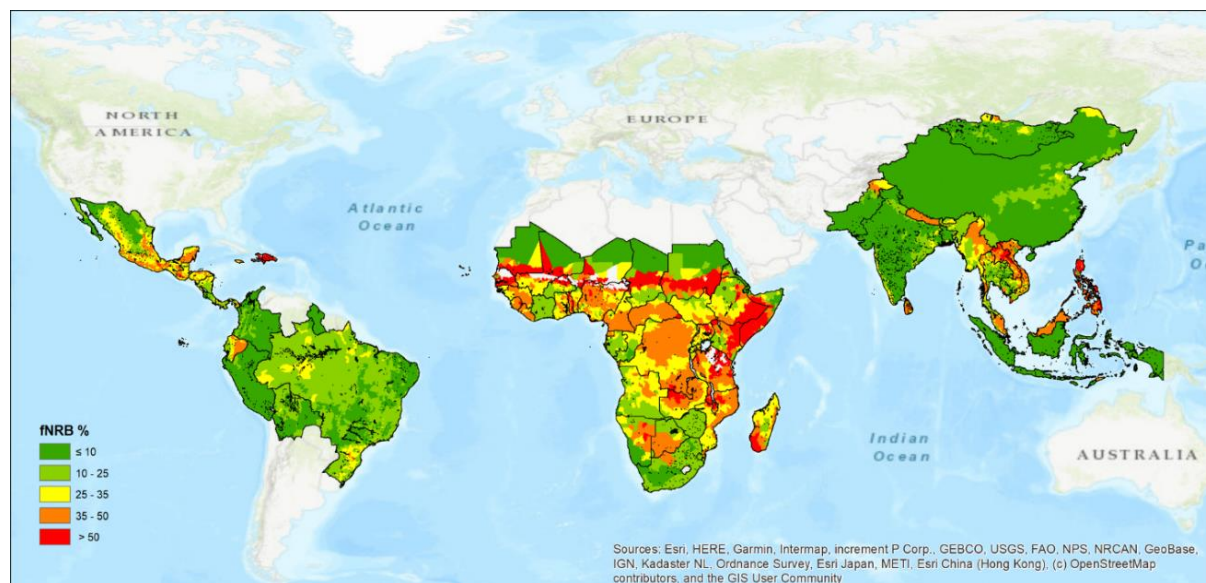 NORTH
AMERICA
EUROPE
Atlantic
Ocean
Pa
O
Indian
Ocean
AUSTRALIA
fNRB %
≤ 10
10 - 25
25 - 35
35 - 50
> 50
Sources: Esri, HERE, Garmin, Intermap, increment P Corp., GEBCO, USGS, FAO, NPS, NRCAN, GeoBase,
IGN, Kadaster NL, Ordnance Survey, Esri Japan, METI, Esri China (Hong Kong), (c) OpenStreetMap
contributors, and the GIS User Community